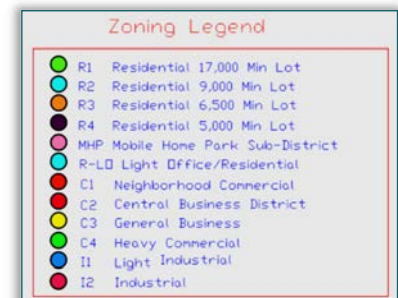 Zoning Legend
R1 Residential 17,000 Min Lot
R2 Residential 9,000 Min Lot
R3 Residential 6,500 Min Lot
R4 Residential 5,000 Min Lot
MHP Mobile Home Park Sub-District
R-LO Light Office/Residential
C1 Neighborhood Commercial
C2 Central Business District
C3 General Business
C4 Heavy Commercial
I1 Light Industrial
I2 Industrial